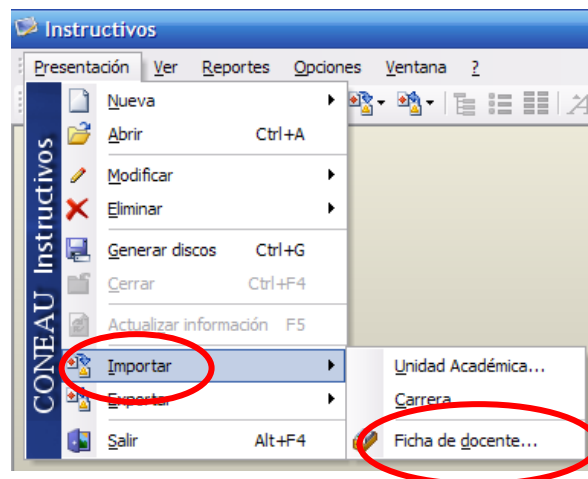 Instructivos
Presentación Ver Reportes Opciones Ventana ?
Nueva
Abrir Ctrl+A
Modificar
Eliminar
Generar discos Ctrl+G
Cerrar Ctrl+F4
Actualizar información F5
Importar
Exportar
Salir Alt+F4
CONEAU Instructivos
Unidad Académica...
Carrera...
Ficha de docente...